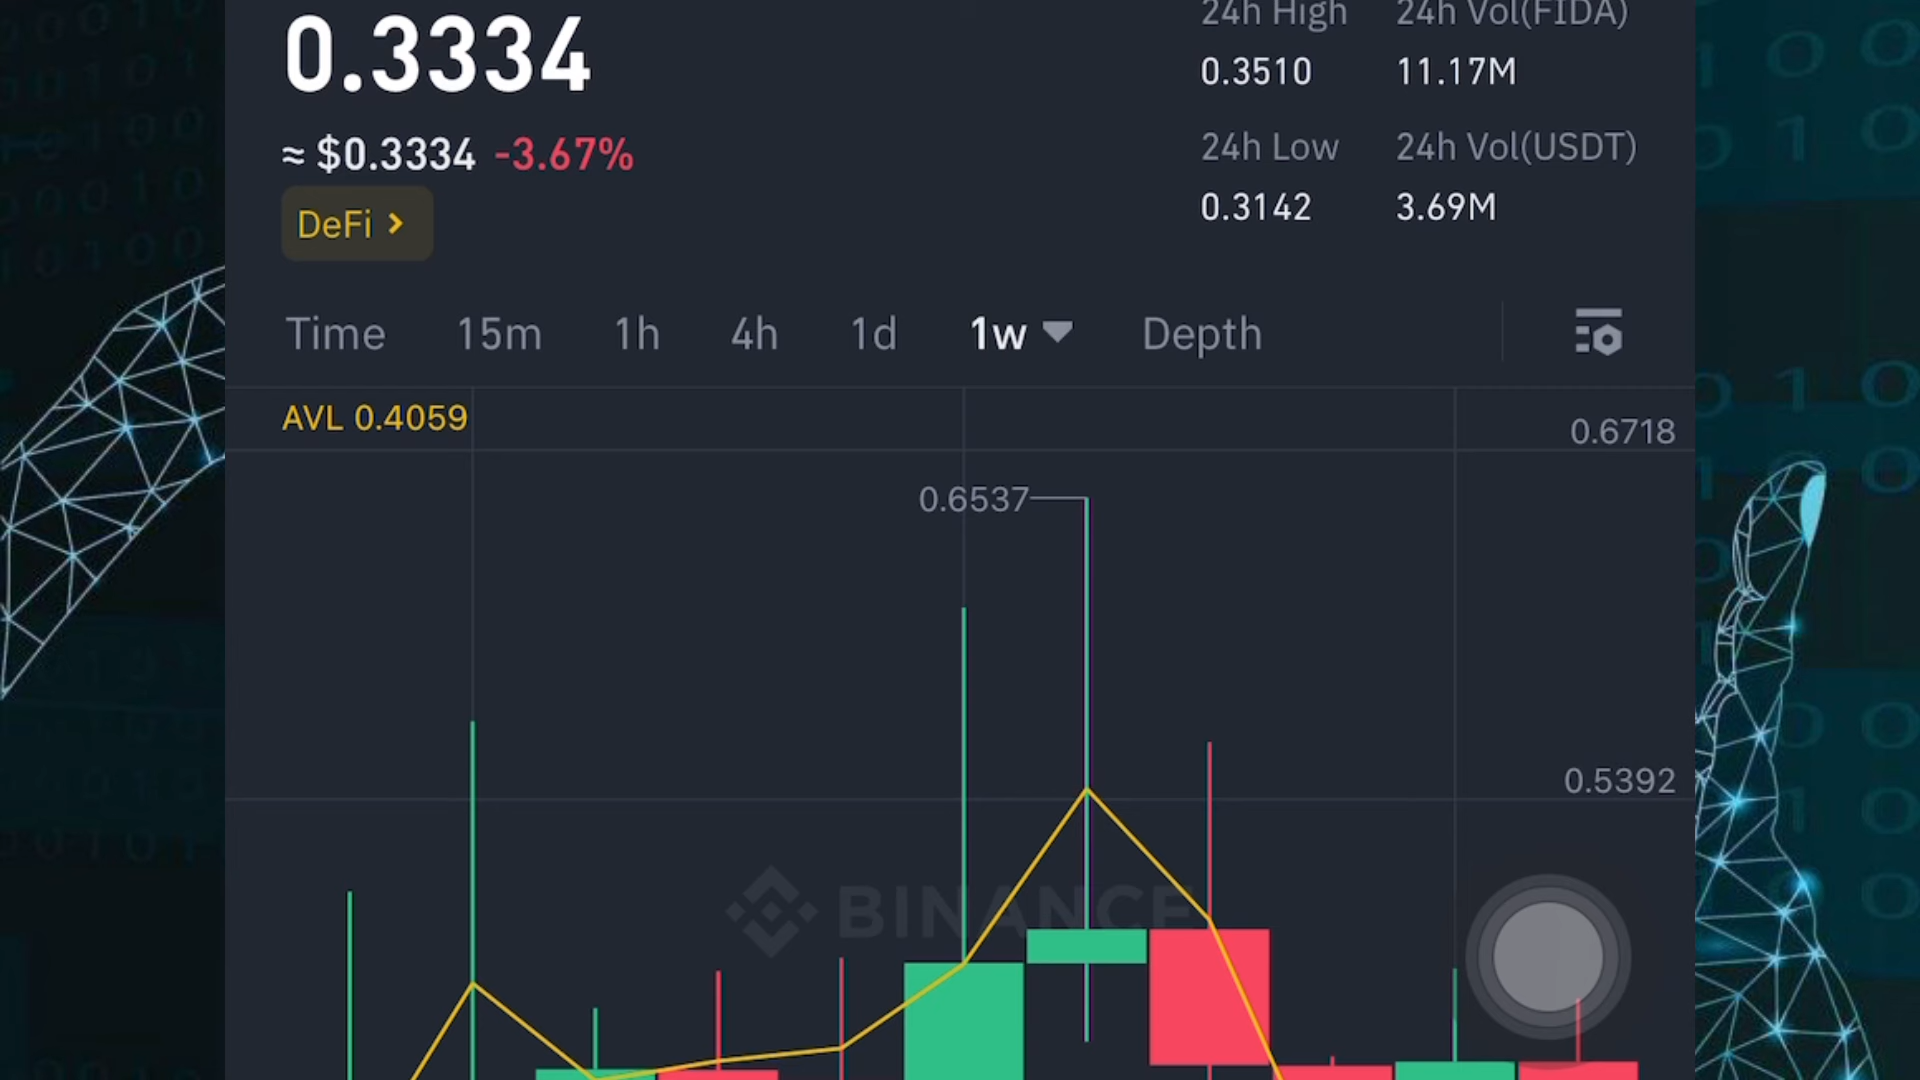 0.3334
≈ $0.3334 -3.67%
DeFi
24h High 24h Vol(FIDA)
0.3510 11.17M
24h Low 24h Vol(USDT)
0.3142 3.69M
Time 15m 1h 4h 1d 1w Depth
AVL 0.4059
0.6718
0.6537
0.5392
BINANCE